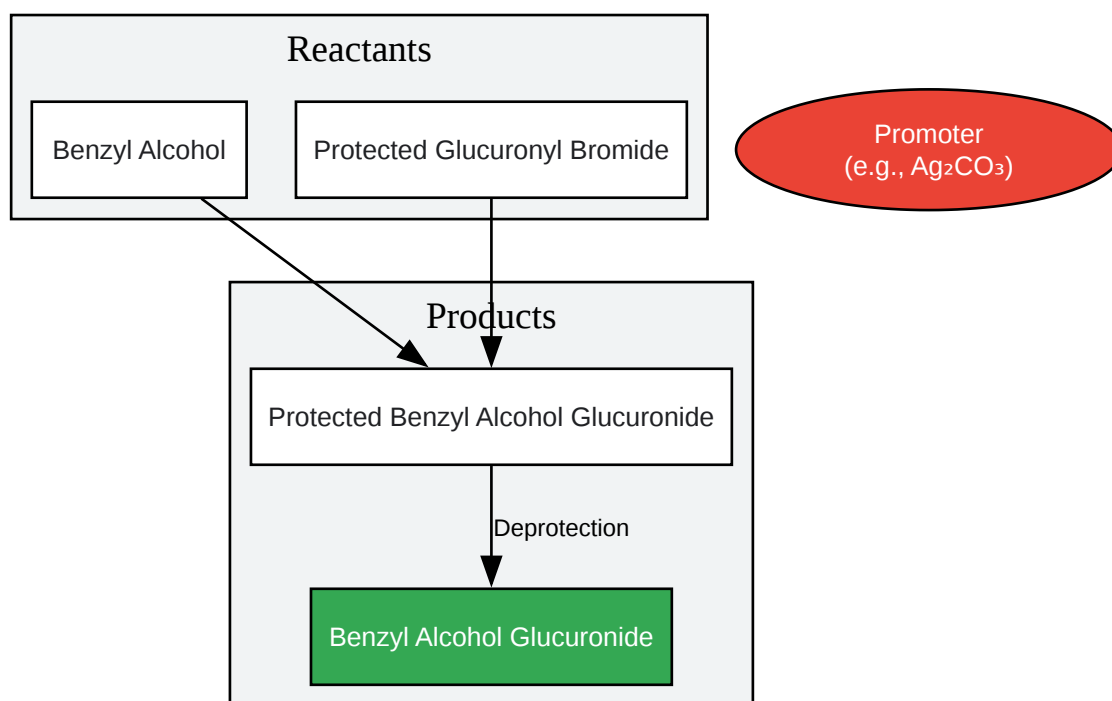 Reactants
Benzyl Alcohol
Protected Glucuronyl Bromide
Promoter
(e.g., Ag₂CO₃)
Products
Protected Benzyl Alcohol Glucuronide
Deprotection
Benzyl Alcohol Glucuronide